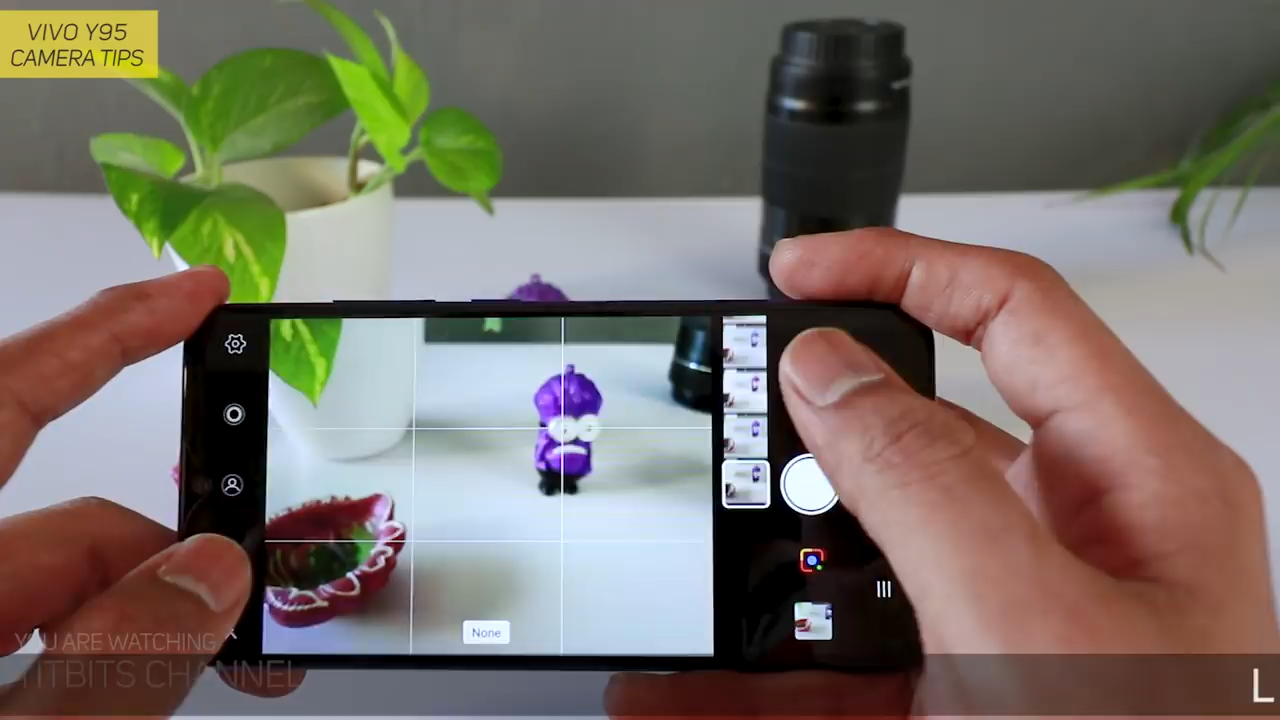 VIVO Y95
CAMERA TIPS
None
YOU ARE WATCHING
TITBITS CHANNEL
L